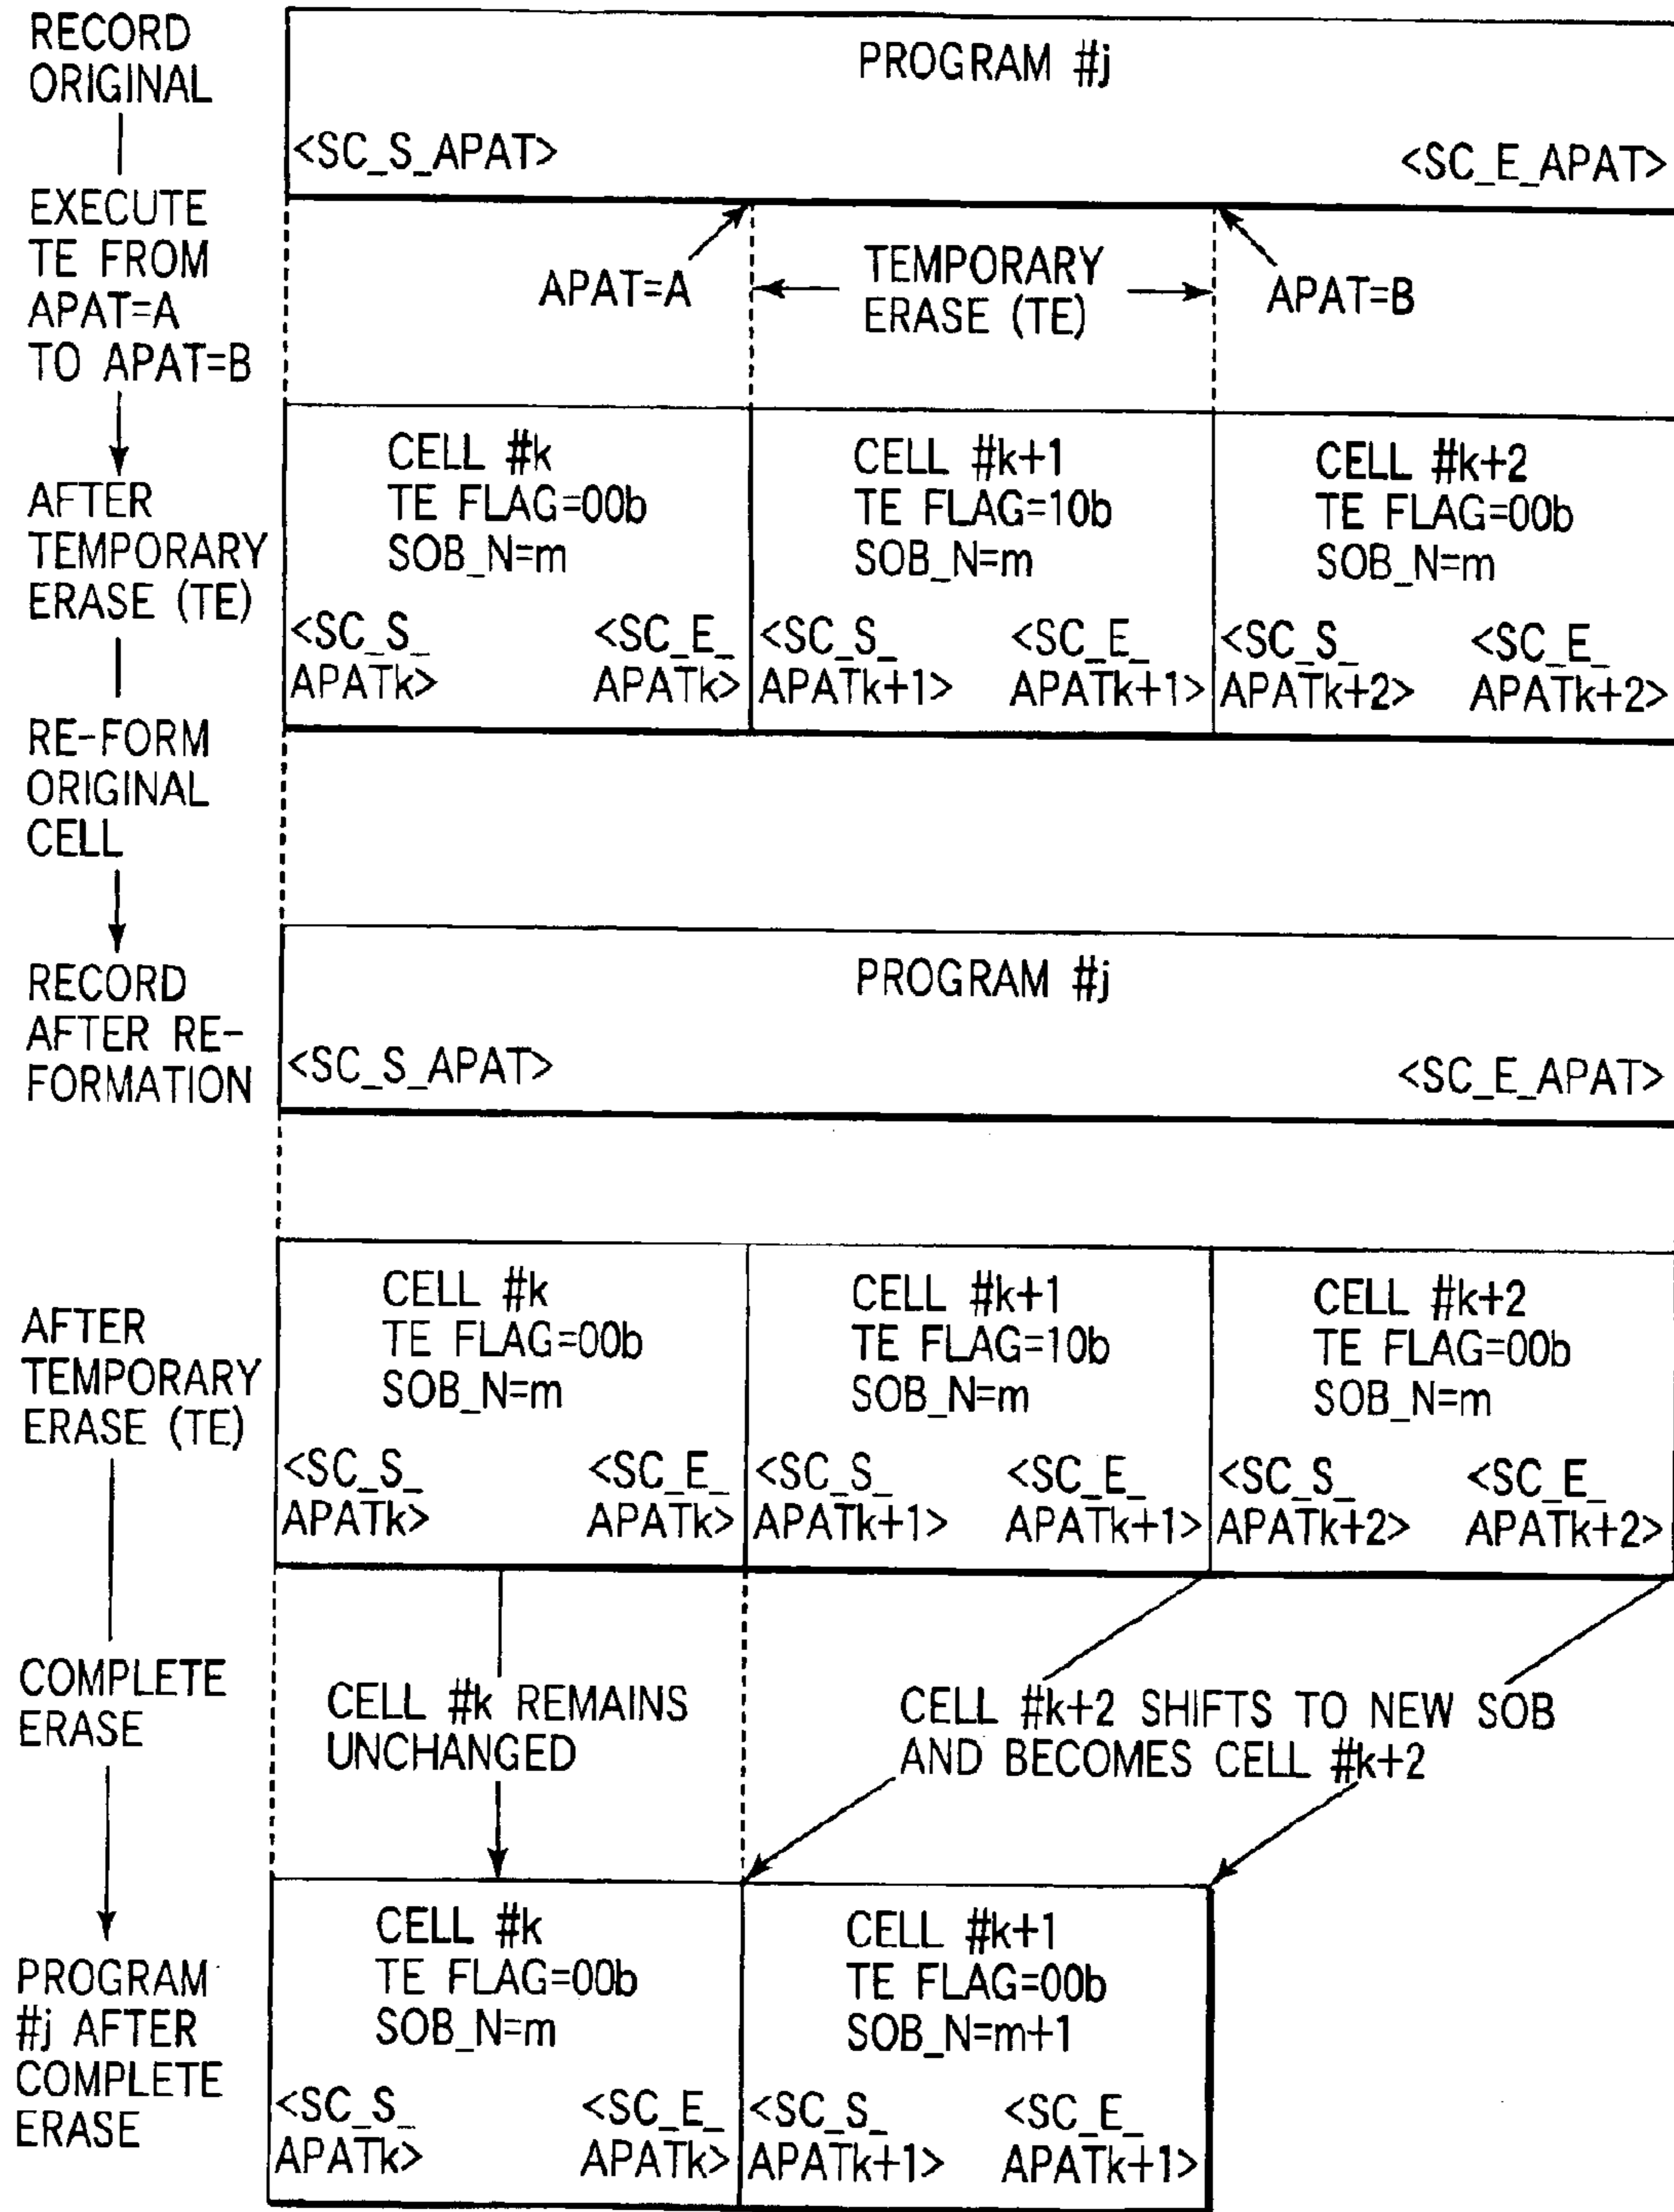 RECORD
ORIGINAL
PROGRAM #j
<SC_S_APAT>
<SC_E_APAT>
EXECUTE
TE FROM
APAT=A
TO APAT=B
APAT=A
TEMPORARY
ERASE (TE)
APAT=B
AFTER
TEMPORARY
ERASE (TE)
CELL #k
TE FLAG=00b
SOB_N=m
<SC_S_
APATk>
<SC_E_
APATk>
CELL #k+1
TE FLAG=10b
SOB_N=m
<SC_S_
APATk+1>
<SC_E_
APATk+1>
CELL #k+2
TE FLAG=00b
SOB_N=m
<SC_S_
APATk+2>
<SC_E_
APATk+2>
RE-FORM
ORIGINAL
CELL
RECORD
AFTER RE-
FORMATION
PROGRAM #j
<SC_S_APAT>
<SC_E_APAT>
AFTER
TEMPORARY
ERASE (TE)
CELL #k
TE FLAG=00b
SOB_N=m
<SC_S_
APATk>
<SC_E_
APATk>
CELL #k+1
TE FLAG=10b
SOB_N=m
<SC_S_
APATk+1>
<SC_E_
APATk+1>
CELL #k+2
TE FLAG=00b
SOB_N=m
<SC_S_
APATk+2>
<SC_E_
APATk+2>
COMPLETE
ERASE
CELL #k REMAINS
UNCHANGED
CELL #k+2 SHIFTS TO NEW SOB
AND BECOMES CELL #k+2
PROGRAM
#j AFTER
COMPLETE
ERASE
CELL #k
TE FLAG=00b
SOB_N=m
<SC_S_
APATk>
<SC_E_
APATk>
CELL #k+1
TE FLAG=00b
SOB_N=m+1
<SC_S_
APATk+1>
<SC_E_
APATk+1>